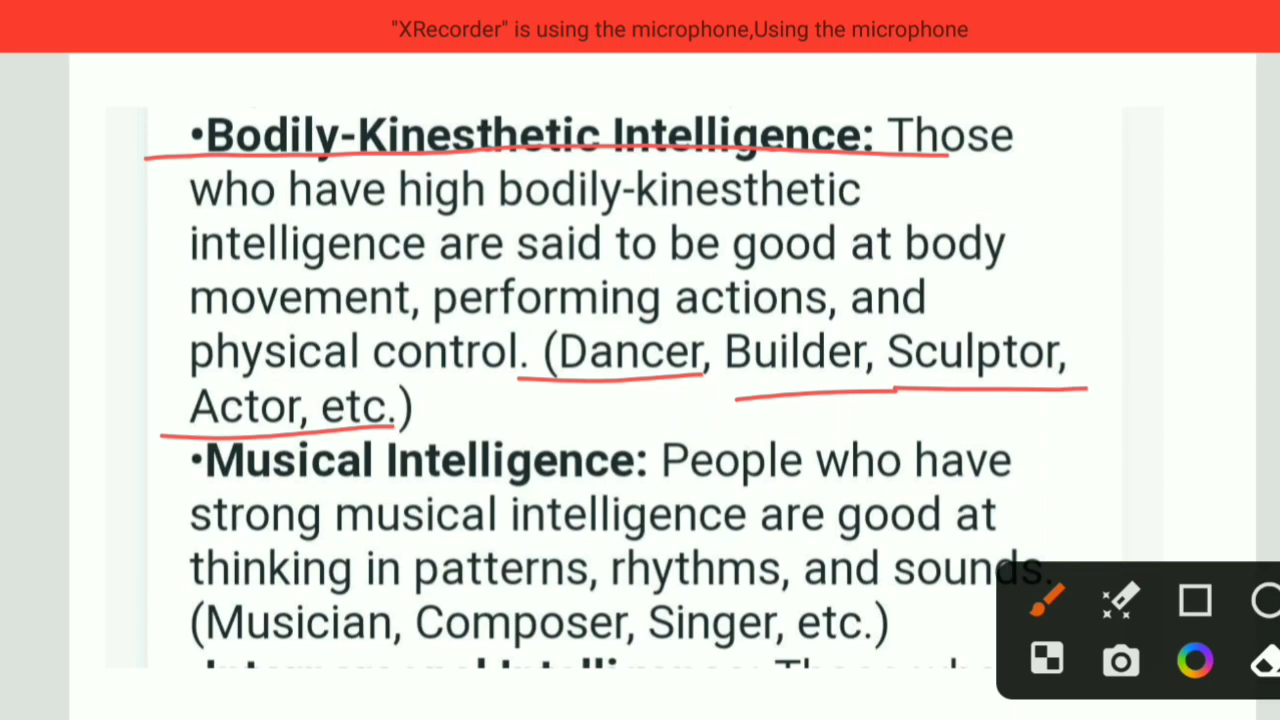 "XRecorder" is using the microphone,Using the microphone
•Bodily-Kinesthetic Intelligence: Those
who have high bodily-kinesthetic
intelligence are said to be good at body
movement, performing actions, and
physical control. (Dancer, Builder, Sculptor,
Actor, etc.)
•Musical Intelligence: People who have
strong musical intelligence are good at
thinking in patterns, rhythms, and sounds.
(Musician, Composer, Singer, etc.)